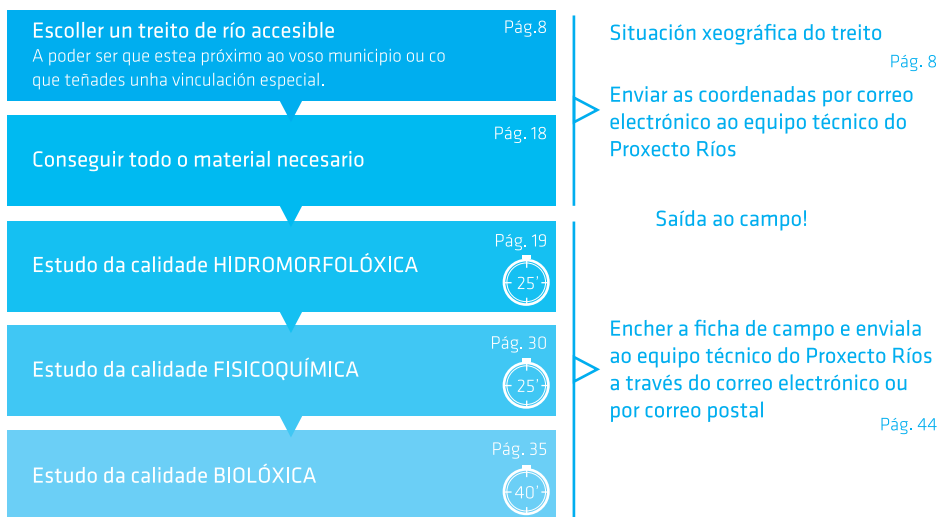 Escoller un treito de río accesible
Pág.8
A poder ser que estea próximo ao voso municipio ou co
que teñades unha vinculación especial.
Pág. 18
Conseguir todo o material necesario
Pág. 19
Estudo da calidade HIDROMORFOLÓXICA
25'
Pág. 30
Estudo da calidade FISICOQUÍMICA
25'
Pág. 35
Estudo da calidade BIOLÓXICA
40'
Situación xeográfica do treito
Pág. 8
Enviar as coordenadas por correo
electrónico ao equipo técnico do
Proxecto Ríos
Saída ao campo!
Encher a ficha de campo e enviala
ao equipo técnico do Proxecto Ríos
a través do correo electrónico ou
por correo postal
Pág. 44